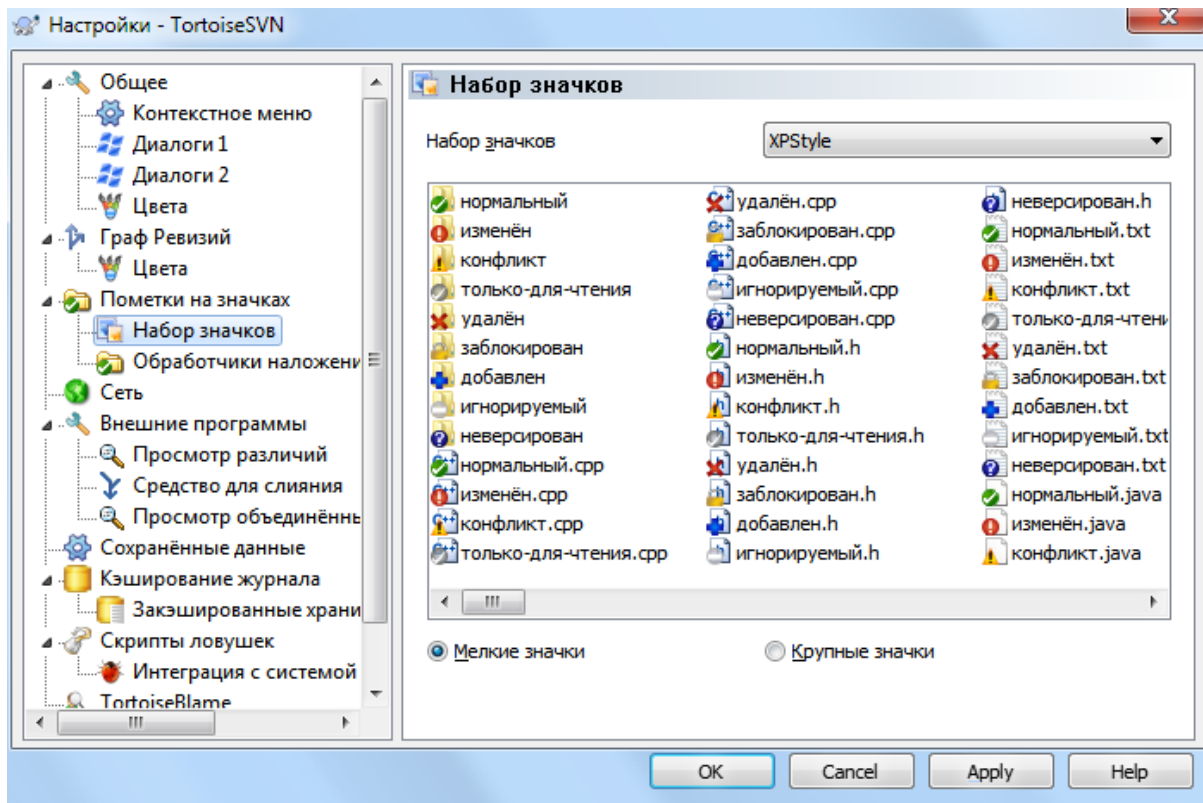 Настройки - TortoiseSVN
Общее
Контекстное меню
Диалоги 1
Диалоги 2
Цвета
Граф Ревизий
Цвета
Пометки на значках
Набор значков
Обработчики наложени
Сеть
Внешние программы
Просмотр различий
Средство для слияния
Просмотр объединённь
Сохранённые данные
Кэширование журнала
Закэшированные храни
Скрипты ловушек
Интеграция с системой
TortoiseBlame
Набор значков
Набор значков
XPStyle
нормальный
изменён
конфликт
только-для-чтения
удалён
заблокирован
добавлен
игнорируемый
неверсирован
нормальный.cpp
изменён.cpp
конфликт.cpp
только-для-чтения.cpp
удалён.cpp
заблокирован.cpp
добавлен.cpp
игнорируемый.cpp
неверсирован.cpp
нормальный.h
изменён.h
конфликт.h
только-для-чтения.h
удалён.h
заблокирован.h
добавлен.h
игнорируемый.h
неверсирован.h
нормальный.txt
изменён.txt
конфликт.txt
только-для-чтени
удалён.txt
заблокирован.txt
добавлен.txt
игнорируемый.txt
неверсирован.txt
нормальный.java
изменён.java
конфликт.java
Мелкие значки
Крупные значки
OK
Cancel
Apply
Help